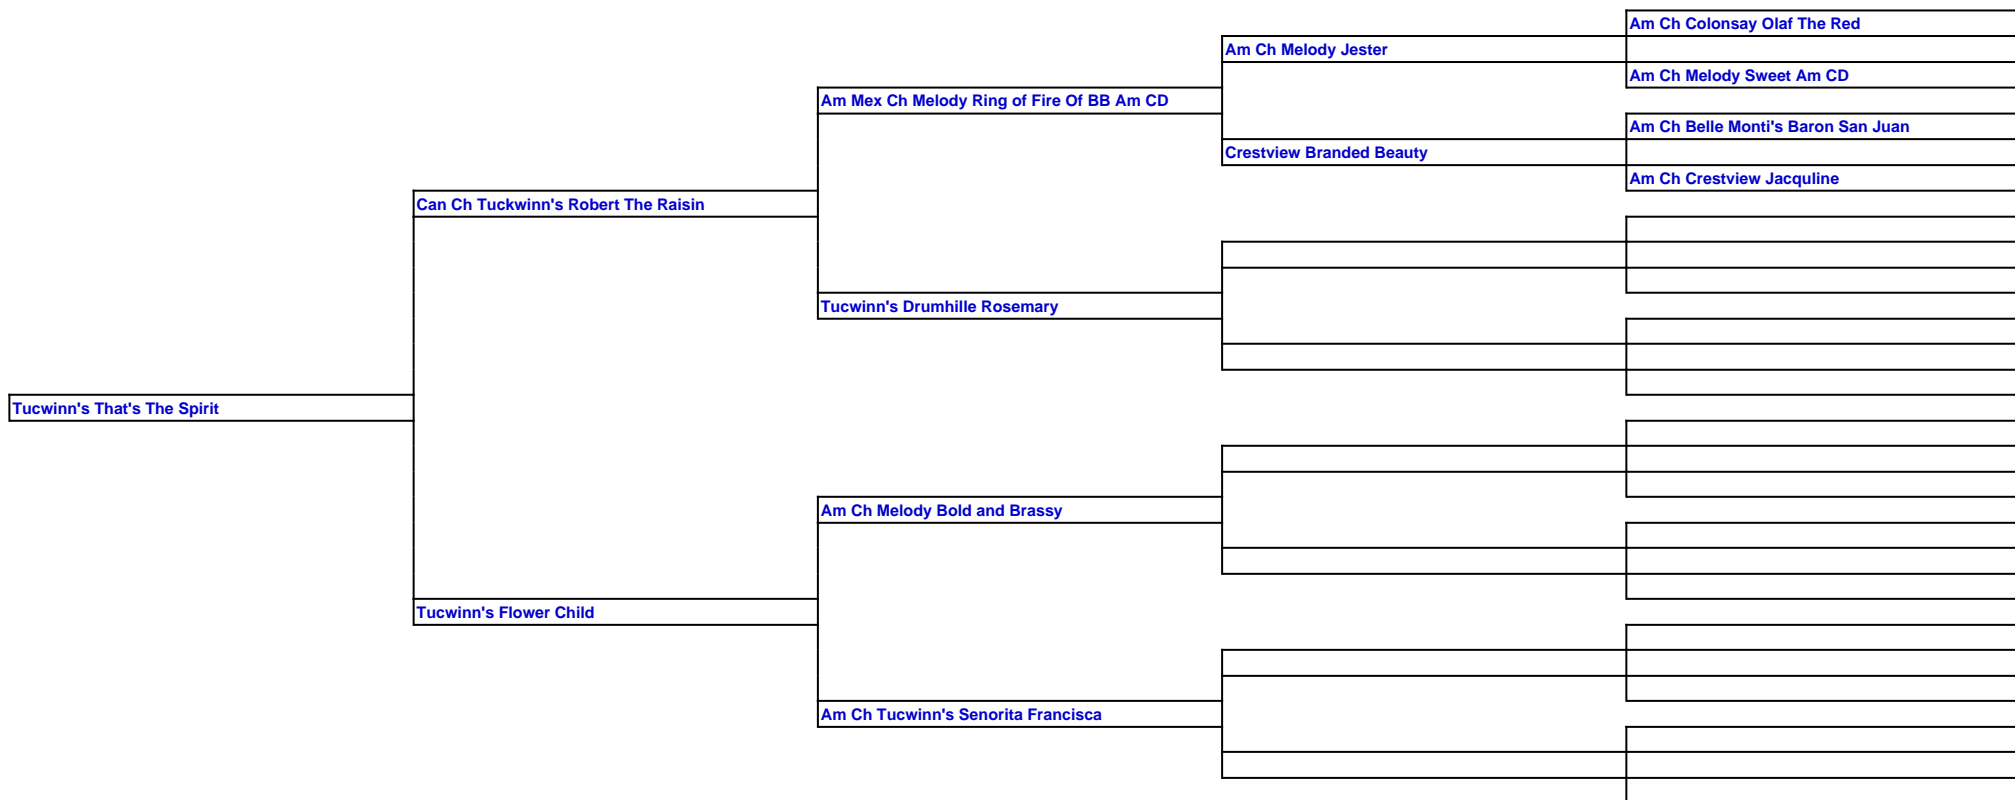 Am Ch Colonsay Olaf The Red
Am Ch Melody Jester
Am Ch Melody Sweet Am CD
Am Mex Ch Melody Ring of Fire Of BB Am CD
Am Ch Belle Monti's Baron San Juan
Crestview Branded Beauty
Am Ch Crestview Jacquline
Can Ch Tuckwinn's Robert The Raisin
Tucwinn's Drumhille Rosemary
Tucwinn's That's The Spirit
Am Ch Melody Bold and Brassy
Tucwinn's Flower Child
Am Ch Tucwinn's Senorita Francisca